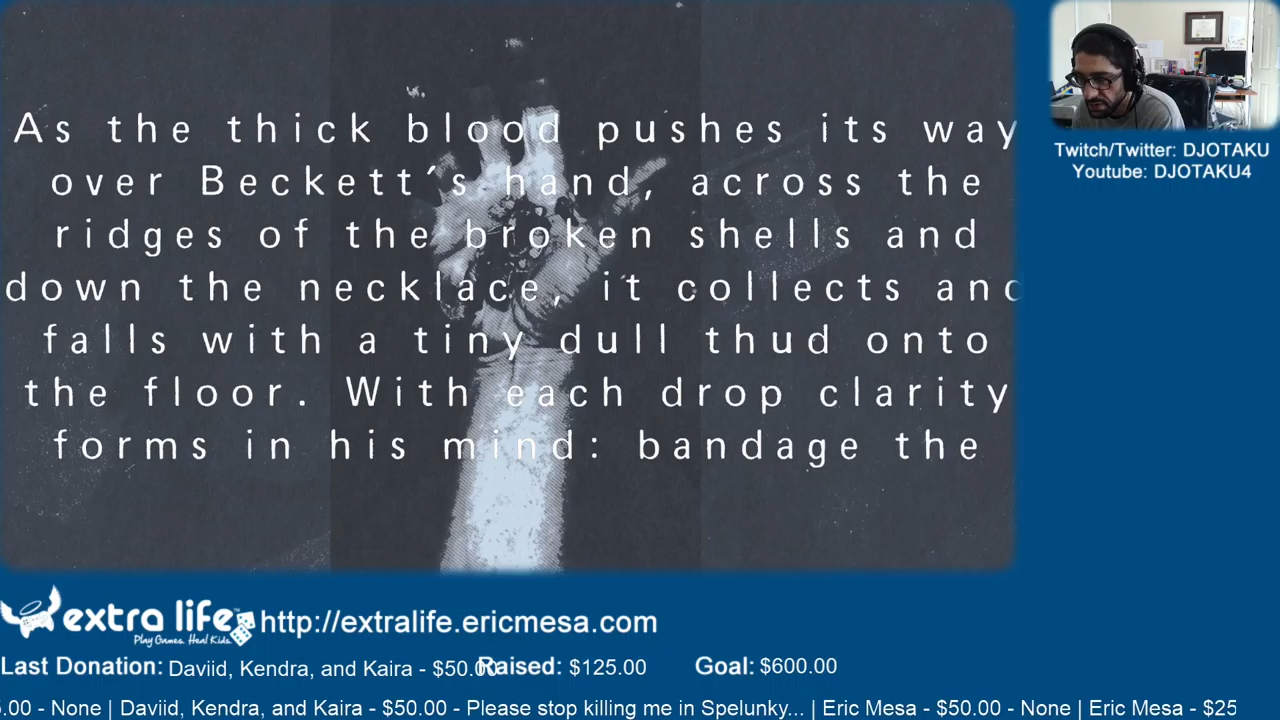 As the thick blood pushes its way
over Beckett´s hand, across the
ridges of the broken shells and
down the necklace, it collects and
falls with a tiny dull thud onto
the floor. With each drop clarity
forms in his mind: bandage the
Twitch/Twitter: DJOTAKU
Youtube: DJOTAKU4
extra life
Play Games. Heal Kids.
http://extralife.ericmesa.com
Last Donation: Daviid, Kendra, and Kaira - $50.00
Raised: $125.00
Goal: $600.00
.00 - None | Daviid, Kendra, and Kaira - $50.00 - Please stop killing me in Spelunky... | Eric Mesa - $50.00 - None | Eric Mesa - $25